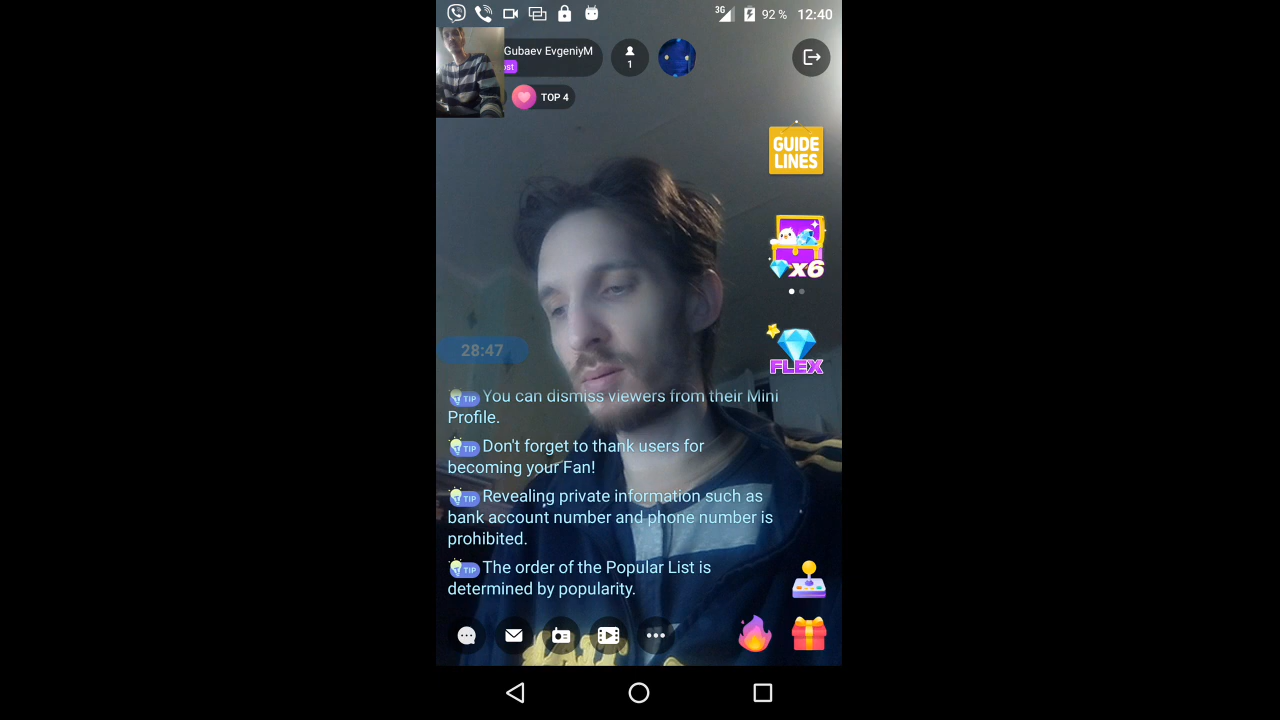 3G
92 %
12:40
Gubaev EvgeniyM
ost
1
TOP 4
GUIDE
LINES
x6
28:47
FLEX
TIP You can dismiss viewers from their Mini
Profile.
TIP Don't forget to thank users for
becoming your Fan!
TIP Revealing private information such as
bank account number and phone number is
prohibited.
TIP The order of the Popular List is
determined by popularity.